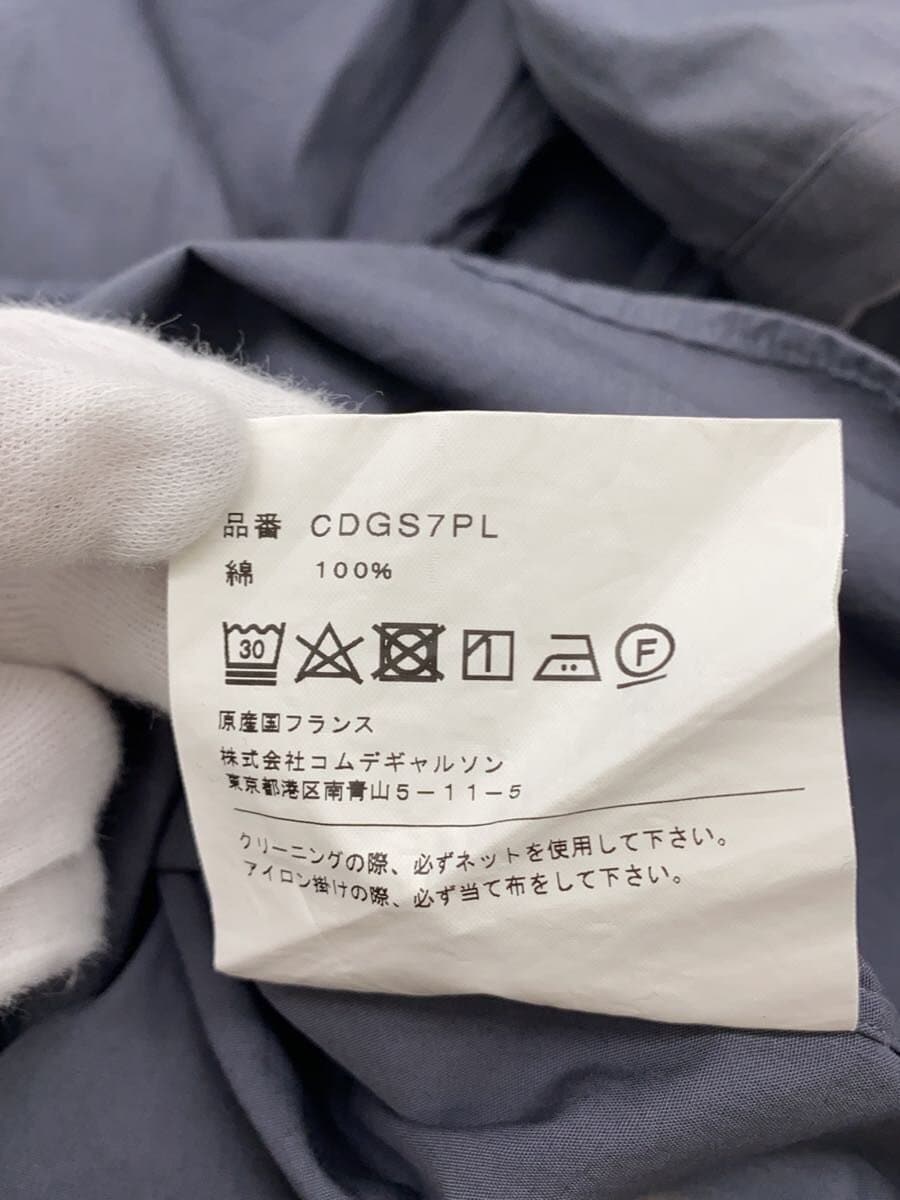 品番 CDGS7PL
綿 100%
30 F
原産国フランス
株式会社コムデギャルソン
東京都港区南青山5-11-5
クリーニングの際、必ずネットを使用して下さい。
アイロン掛けの際、必ず当て布をして下さい。